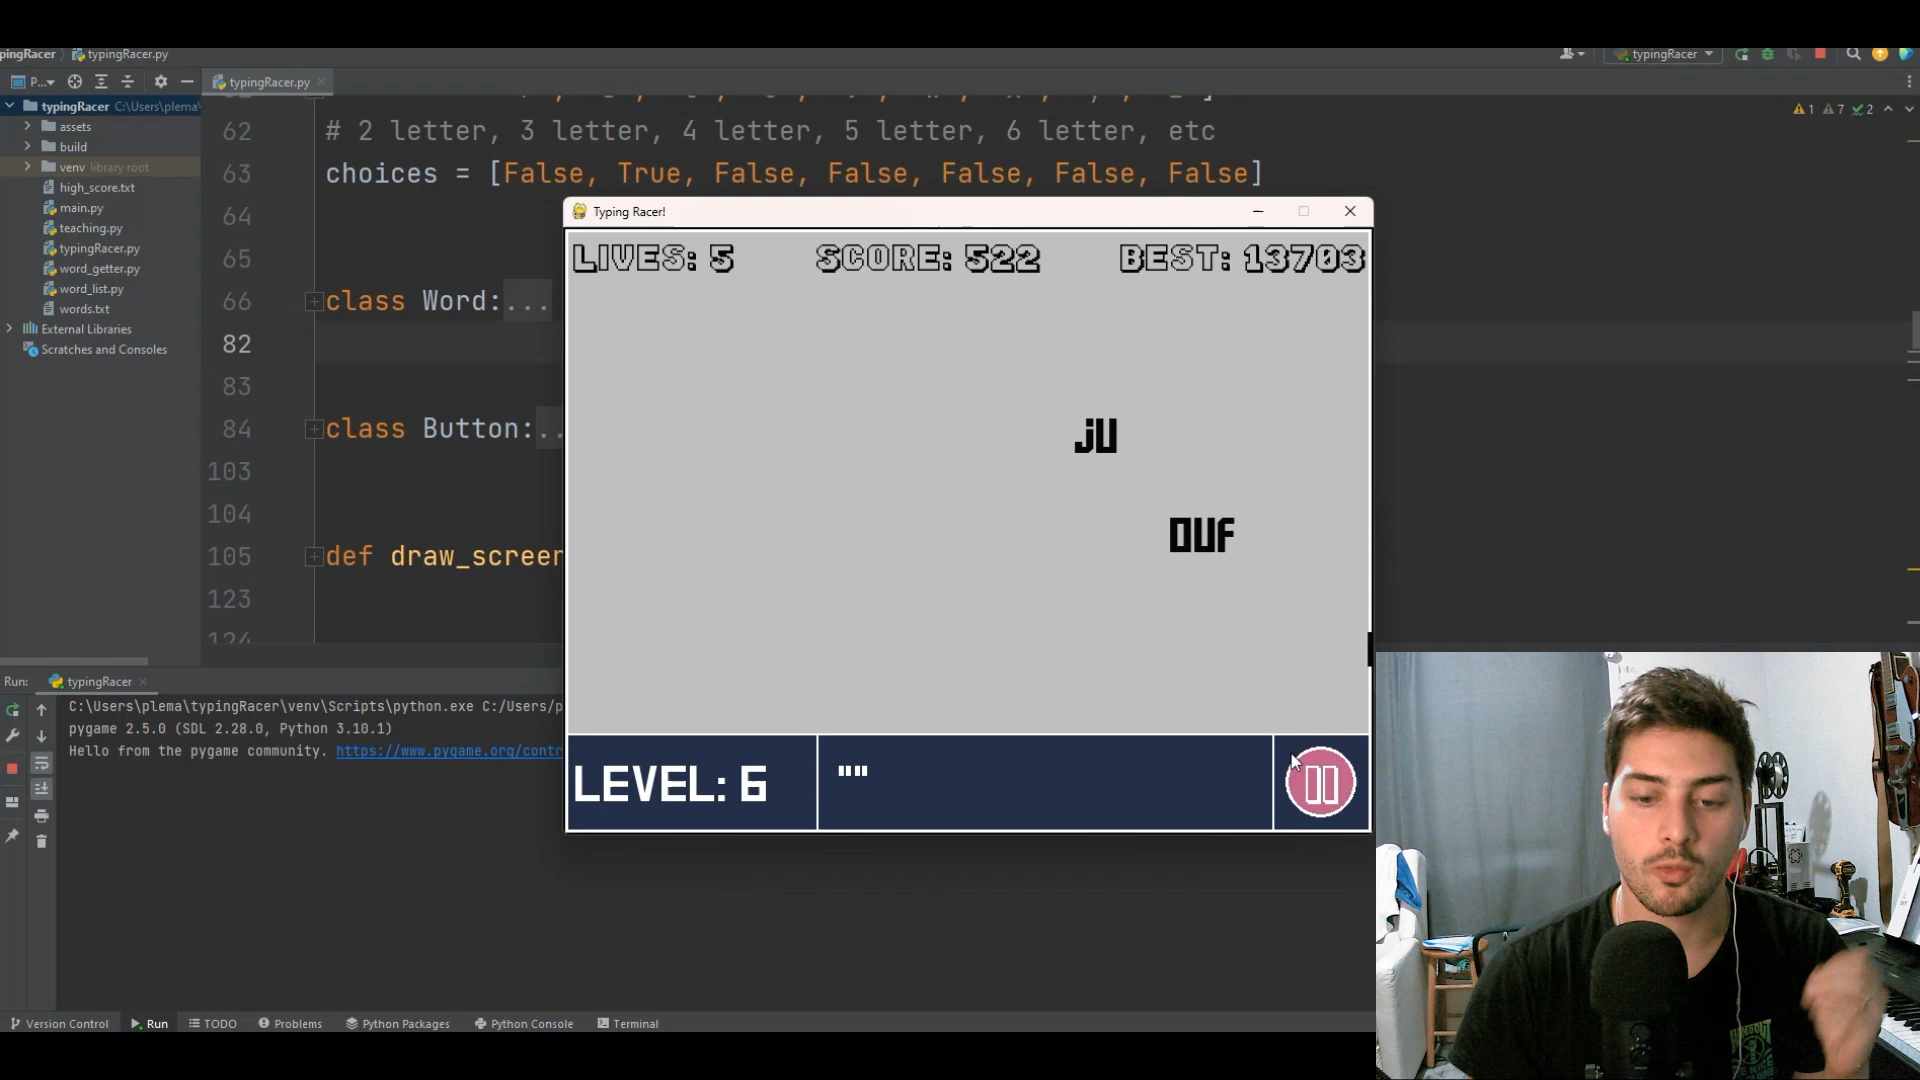 pingRacer
typingRacer.py
typingRacer
P...
typingRacer.py
1
7
2
typingRacer C:\Users\plema\
assets
build
venv library root
high_score.txt
main.py
teaching.py
typingRacer.py
word_getter.py
word_list.py
words.txt
External Libraries
Scratches and Consoles
62 # 2 letter, 3 letter, 4 letter, 5 letter, 6 letter, etc
63 choices = [False, True, False, False, False, False, False]
64
65
66 class Word:...
82
83
84 class Button:..
103
104
105 def draw_screen
123
124
Typing Racer!
LIVES: 5
SCORE: 522
BEST: 13703
jU
OUF
LEVEL: 6
""
Run:
typingRacer
C:\Users\plema\typingRacer\venv\Scripts\python.exe C:/Users/p
pygame 2.5.0 (SDL 2.28.0, Python 3.10.1)
Hello from the pygame community. https://www.pygame.org/contr
Version Control
Run
TODO
Problems
Python Packages
Python Console
Terminal